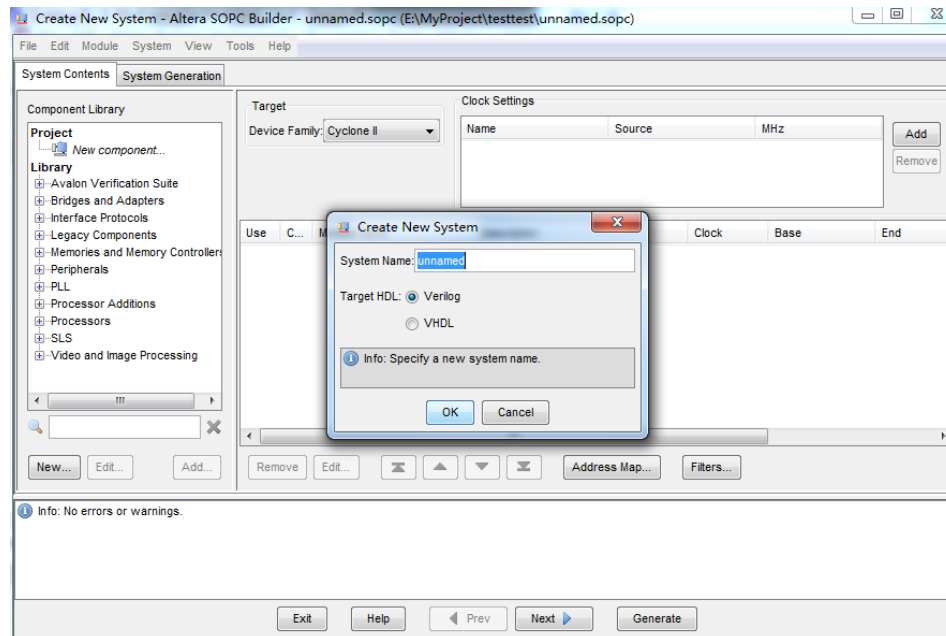 Create New System - Altera SOPC Builder - unnamed.sopc (E:\MyProject\testtest\unnamed.sopc)
File Edit Module System View Tools Help
System Contents System Generation
Component Library
Project
New component...
Library
Avalon Verification Suite
Bridges and Adapters
Interface Protocols
Legacy Components
Memories and Memory Controllers
Peripherals
PLL
Processor Additions
Processors
SLS
Video and Image Processing
New... Edit... Add...
Target
Device Family: Cyclone II
Clock Settings
Name Source MHz
Add
Remove
Use C... Clock Base End
Create New System
System Name: unnamed
Target HDL: Verilog
VHDL
Info: Specify a new system name.
OK Cancel
Remove Edit... Address Map... Filters...
Info: No errors or warnings.
Exit Help Prev Next Generate